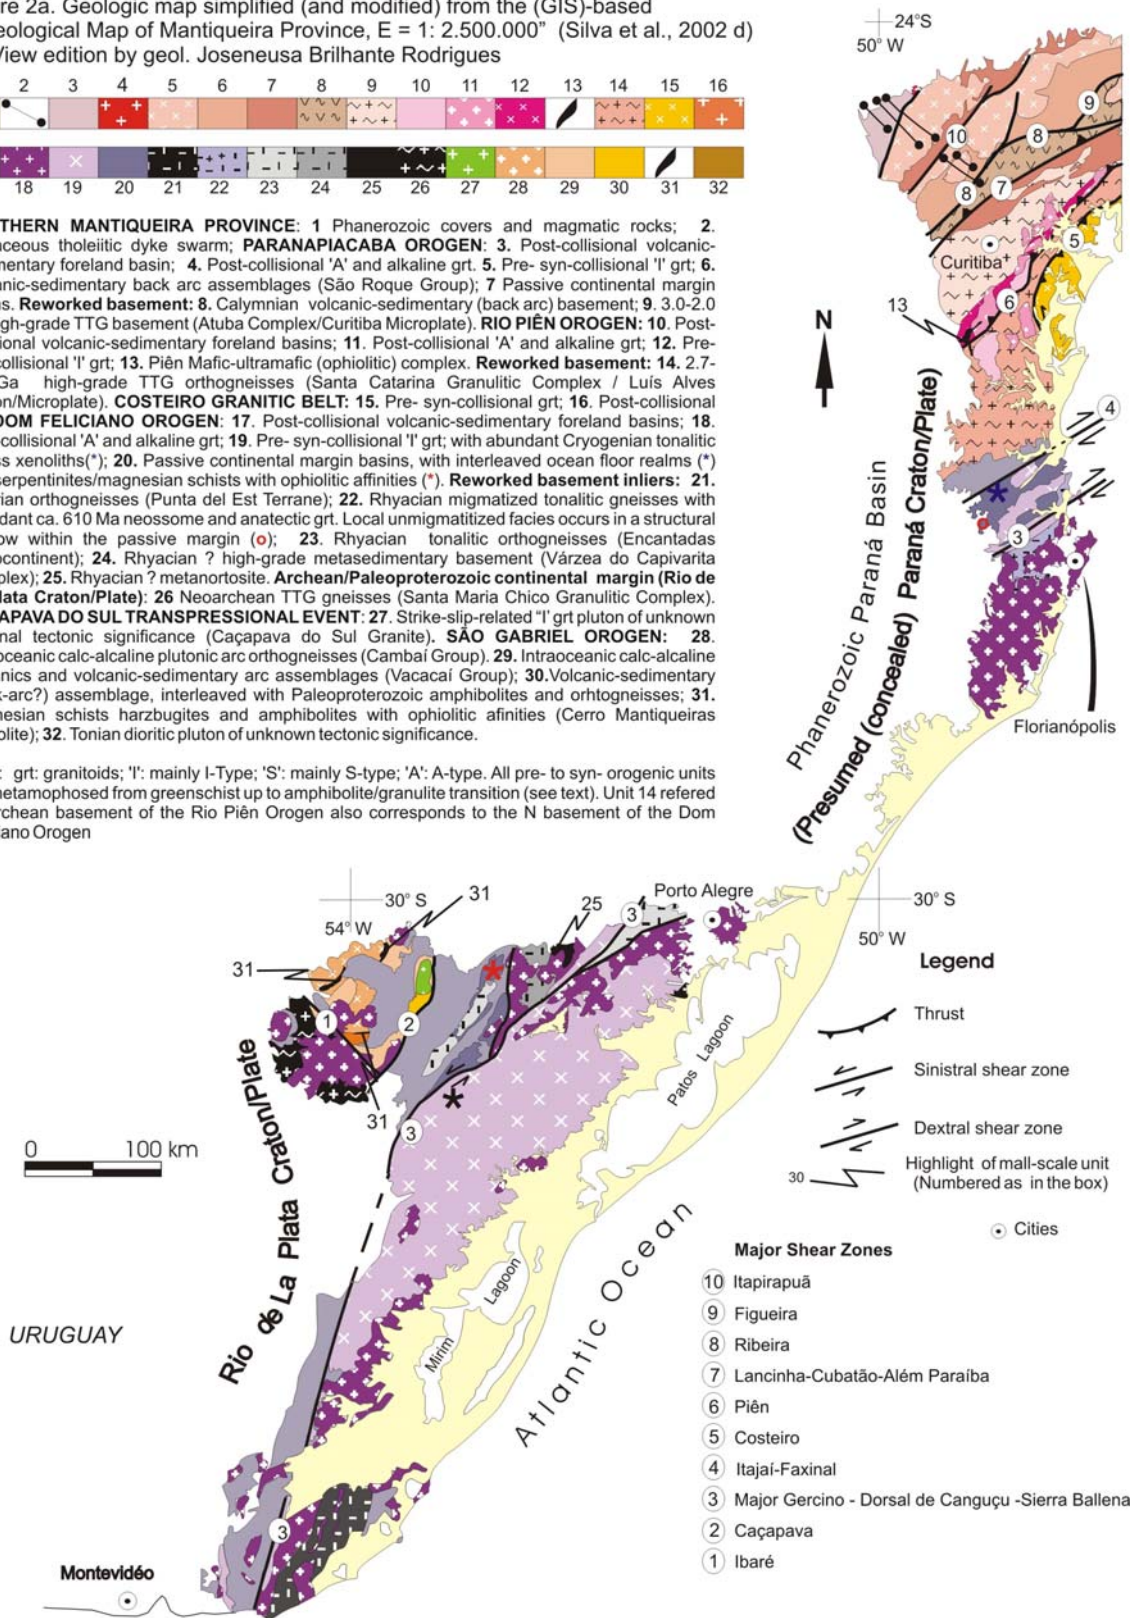 re 2a. Geologic map simplified (and modified) from the (GIS)-based
eological Map of Mantiqueira Province, E = 1: 2.500.000” (Silva et al., 2002 d)
View edition by geol. Joseneusa Brilhante Rodrigues
2 3 4 5 6 7 8 9 10 11 12 13 14 15 16
18 19 20 21 22 23 24 25 26 27 28 29 30 31 32
THERN MANTIQUEIRA PROVINCE: 1 Phanerozoic covers and magmatic rocks; 2.
aceous tholeiitic dyke swarm; PARANAPIACABA OROGEN: 3. Post-collisional volcanic-
mentary foreland basin; 4. Post-collisional 'A' and alkaline grt. 5. Pre- syn-collisional 'I' grt; 6.
anic-sedimentary back arc assemblages (São Roque Group); 7 Passive continental margin
ns. Reworked basement: 8. Calymnian volcanic-sedimentary (back arc) basement; 9. 3.0-2.0
igh-grade TTG basement (Atuba Complex/Curitiba Microplate). RIO PIÊN OROGEN: 10. Post-
ional volcanic-sedimentary foreland basins; 11. Post-collisional 'A' and alkaline grt; 12. Pre-
collisional 'I' grt; 13. Piên Mafic-ultramafic (ophiolitic) complex. Reworked basement: 14. 2.7-
Ga high-grade TTG orthogneisses (Santa Catarina Granulitic Complex / Luís Alves
on/Microplate). COSTEIRO GRANITIC BELT: 15. Pre- syn-collisional grt; 16. Post-collisional
DOM FELICIANO OROGEN: 17. Post-collisional volcanic-sedimentary foreland basins; 18.
collisional 'A' and alkaline grt; 19. Pre- syn-collisional 'I' grt; with abundant Cryogenian tonalitic
ss xenoliths(*); 20. Passive continental margin basins, with interleaved ocean floor realms (*)
serpentinites/magnesian schists with ophiolitic affinities (*). Reworked basement inliers: 21.
rian orthogneisses (Punta del Est Terrane); 22. Rhyacian migmatized tonalitic gneisses with
dant ca. 610 Ma neossome and anatectic grt. Local unmigmatitized facies occurs in a structural
ow within the passive margin (o); 23. Rhyacian tonalitic orthogneisses (Encantadas
ocontinent); 24. Rhyacian ? high-grade metasedimentary basement (Várzea do Capivarita
plex); 25. Rhyacian ? metanortosite. Archean/Paleoproterozoic continental margin (Rio de
lata Craton/Plate): 26 Neoarchean TTG gneisses (Santa Maria Chico Granulitic Complex).
APAVA DO SUL TRANSPRESSIONAL EVENT: 27. Strike-slip-related “I' grt pluton of unknown
nal tectonic significance (Caçapava do Sul Granite). SÃO GABRIEL OROGEN: 28.
oceanic calc-alcaline plutonic arc orthogneisses (Cambaí Group). 29. Intraoceanic calc-alcaline
anics and volcanic-sedimentary arc assemblages (Vacacaí Group); 30.Volcanic-sedimentary
k-arc?) assemblage, interleaved with Paleoproterozoic amphibolites and orhtogneisses; 31.
nesian schists harzbugites and amphibolites with ophiolitic afinities (Cerro Mantiqueiras
olite); 32. Tonian dioritic pluton of unknown tectonic significance.
: grt: granitoids; 'I': mainly I-Type; 'S': mainly S-type; 'A': A-type. All pre- to syn- orogenic units
metamophosed from greenschist up to amphibolite/granulite transition (see text). Unit 14 refered
rchean basement of the Rio Piên Orogen also corresponds to the N basement of the Dom
iano Orogen
24°S
50° W
9
10
8
8
7
5
Curitiba
6
13
N
4
3
Phanerozoic Paraná Basin
(Presumed (concealed) Paraná Craton/Plate)
Florianópolis
30° S
54° W
31
25
3
Porto Alegre
30° S
50° W
31
1
2
31
3
Patos Lagoon
Rio de La Plata Craton/Plate
0 100 km
Mirim Lagoon
Atlantic Ocean
URUGUAY
3
Montevidéo
Legend
Thrust
Sinistral shear zone
Dextral shear zone
30 Highlight of mall-scale unit
(Numbered as in the box)
Cities
Major Shear Zones
10 Itapirapuã
9 Figueira
8 Ribeira
7 Lancinha-Cubatão-Além Paraíba
6 Piên
5 Costeiro
4 Itajaí-Faxinal
3 Major Gercino - Dorsal de Canguçu -Sierra Ballena
2 Caçapava
1 Ibaré